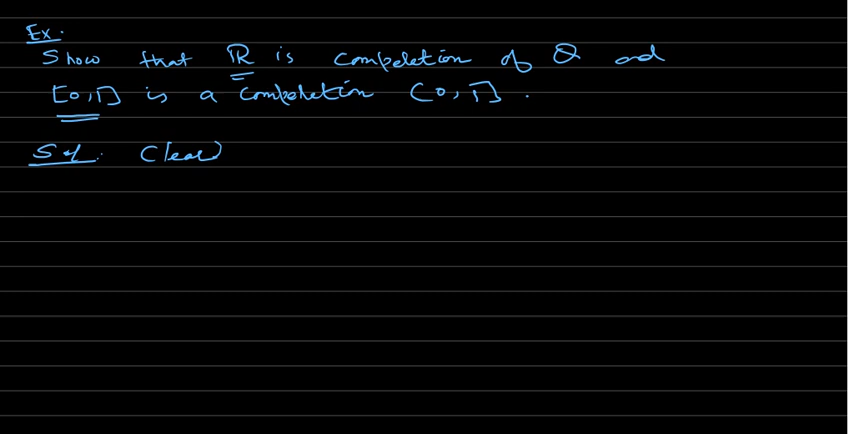 Ex.
Show that ℝ is completion of Q and
[0,1] is a completion (0,1].
Sol. Clear